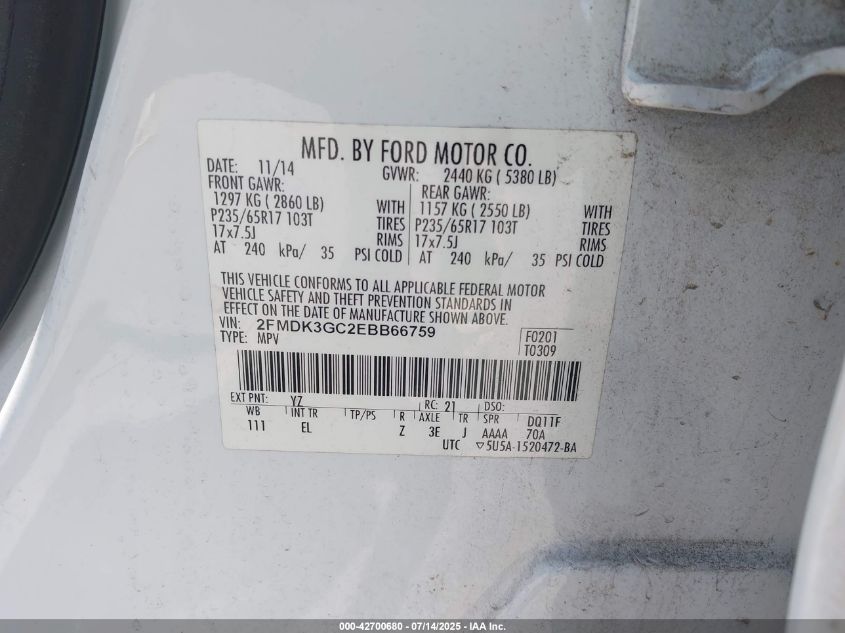 MFD. BY FORD MOTOR CO.
DATE: 11/14 GVWR: 2440 KG ( 5380 LB)
FRONT GAWR: REAR GAWR:
1297 KG ( 2860 LB) WITH 1157 KG ( 2550 LB) WITH
P235/65R17 103T TIRES P235/65R17 103T TIRES
17x7.5J RIMS 17x7.5J RIMS
AT 240 kPa/ 35 PSI COLD AT 240 kPa/ 35 PSI COLD
THIS VEHICLE CONFORMS TO ALL APPLICABLE FEDERAL MOTOR
VEHICLE SAFETY AND THEFT PREVENTION STANDARDS IN
EFFECT ON THE DATE OF MANUFACTURE SHOWN ABOVE.
VIN: 2FMDK3GC2EBB66759 F0201
TYPE: MPV T0309
EXT PNT: YZ RC: 21 DSO:
WB INT TR TP/PS R AXLE TR SPR DQ11F
111 EL Z 3E J AAAA 70A
UTC ▽5U5A-1520472-BA
000-42700680 - 07/14/2025 - IAA Inc.